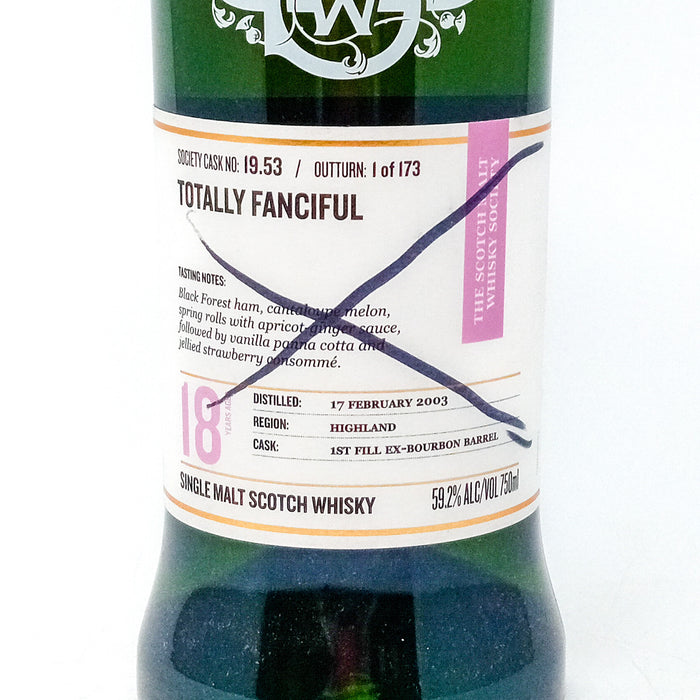 W
SOCIETY CASK NO: 19.53 / OUTTURN: 1 of 173
TOTALLY FANCIFUL
THE SCOTCH MALT
WHISKY SOCIETY
TASTING NOTES:
Black Forest ham, cantaloupe melon,
spring rolls with apricot-ginger sauce,
followed by vanilla panna cotta and
jellied strawberry consommé.
18
YEARS AGED
DISTILLED: 17 FEBRUARY 2003
REGION: HIGHLAND
CASK: 1ST FILL EX-BOURBON BARREL
SINGLE MALT SCOTCH WHISKY 59.2% ALC/VOL 750ml